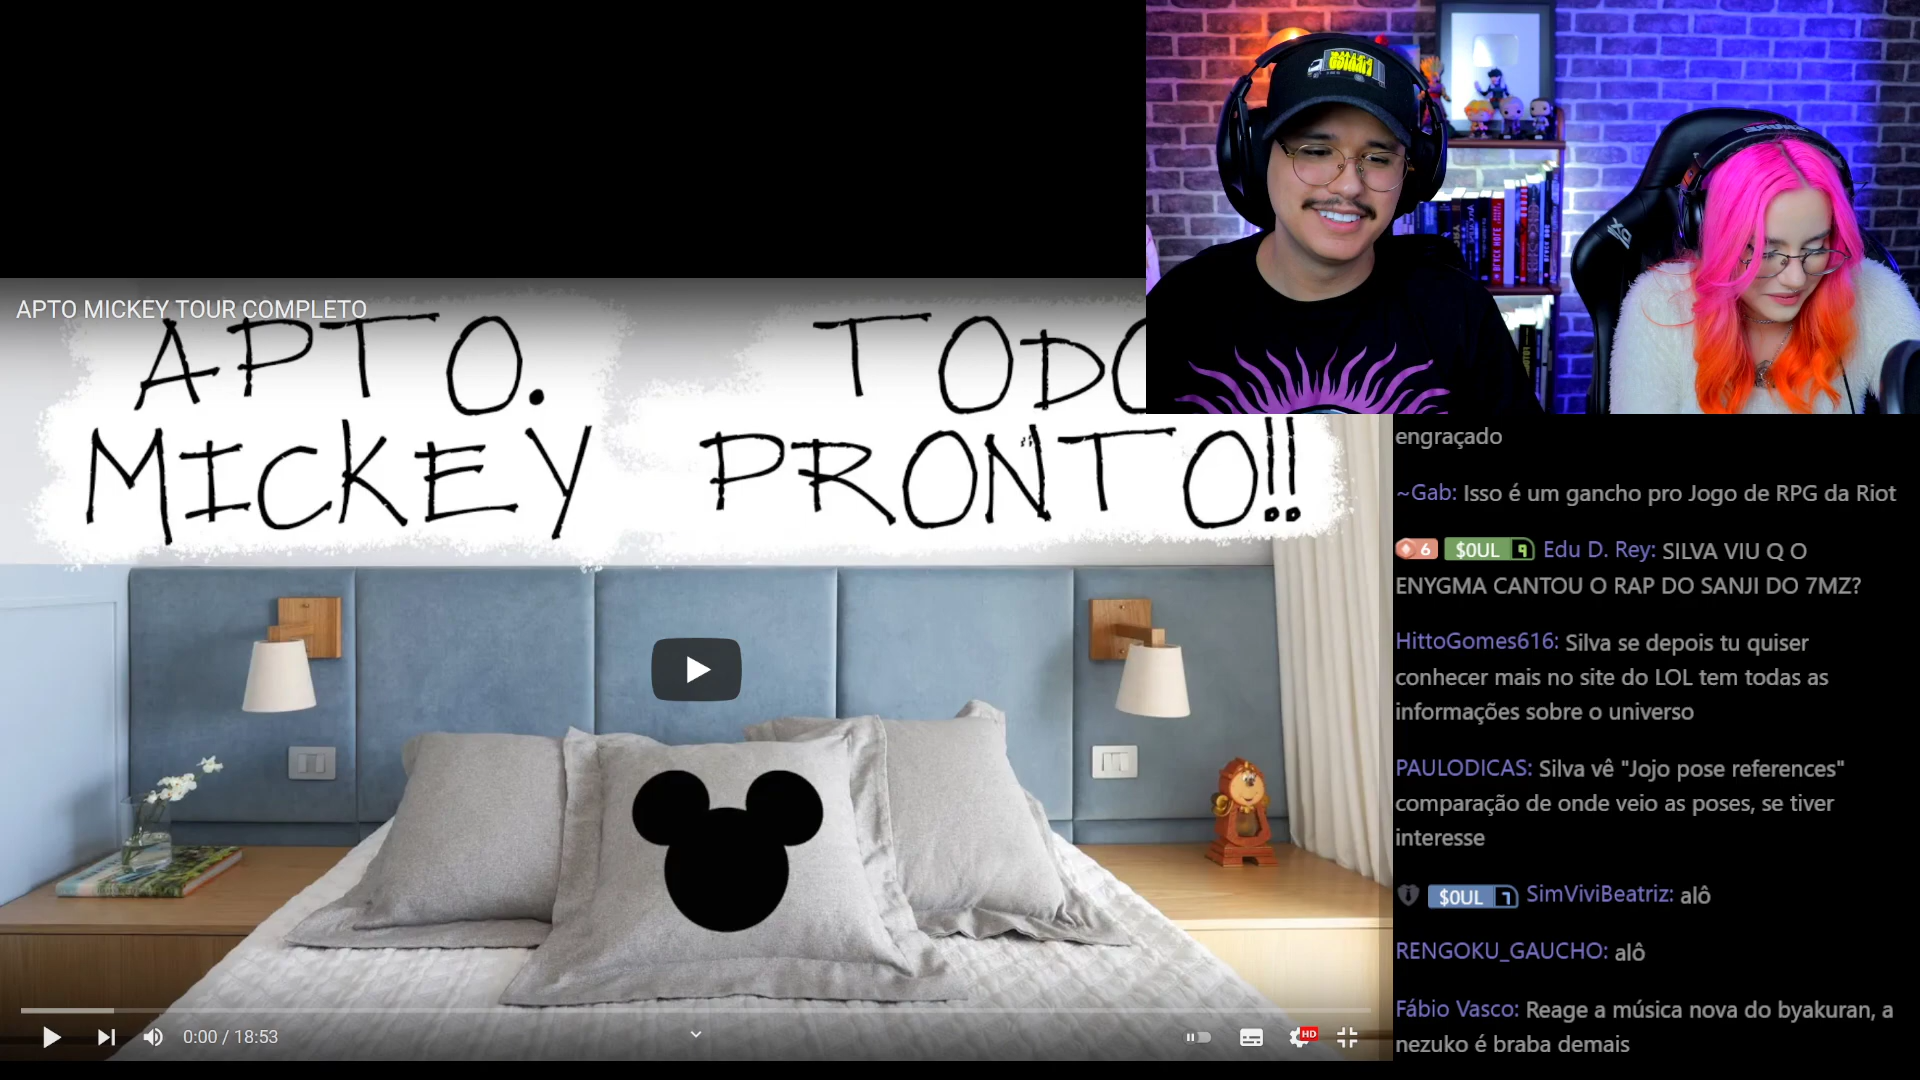 APTO MICKEY TOUR COMPLETO
APTO. TODO
MICKEY PRONTO!!
0:00 / 18:53
HD
engraçado
~Gab: Isso é um gancho pro Jogo de RPG da Riot
6 $OUL 9 Edu D. Rey: SILVA VIU Q O
ENYGMA CANTOU O RAP DO SANJI DO 7MZ?
HittoGomes616: Silva se depois tu quiser
conhecer mais no site do LOL tem todas as
informações sobre o universo
PAULODICAS: Silva vê "Jojo pose references"
comparação de onde veio as poses, se tiver
interesse
$OUL 7 SimViviBeatriz: alô
RENGOKU_GAUCHO: alô
Fábio Vasco: Reage a música nova do byakuran, a
nezuko é braba demais